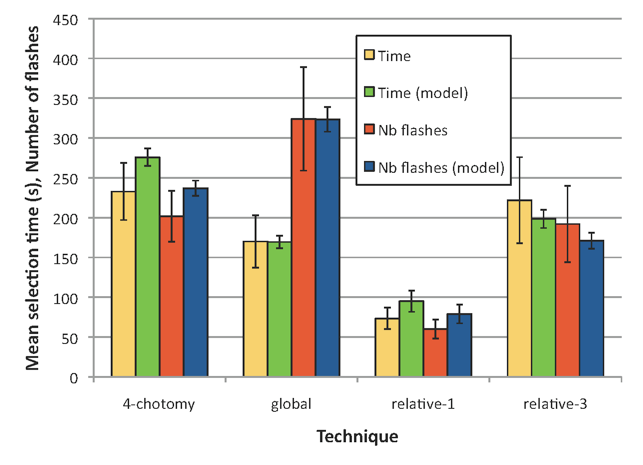 450
400
350
300
250
200
150
100
50
0
Mean selection time (s), Number of flashes
Time
Time (model)
Nb flashes
Nb flashes (model)
4-chotomy global relative-1 relative-3
Technique